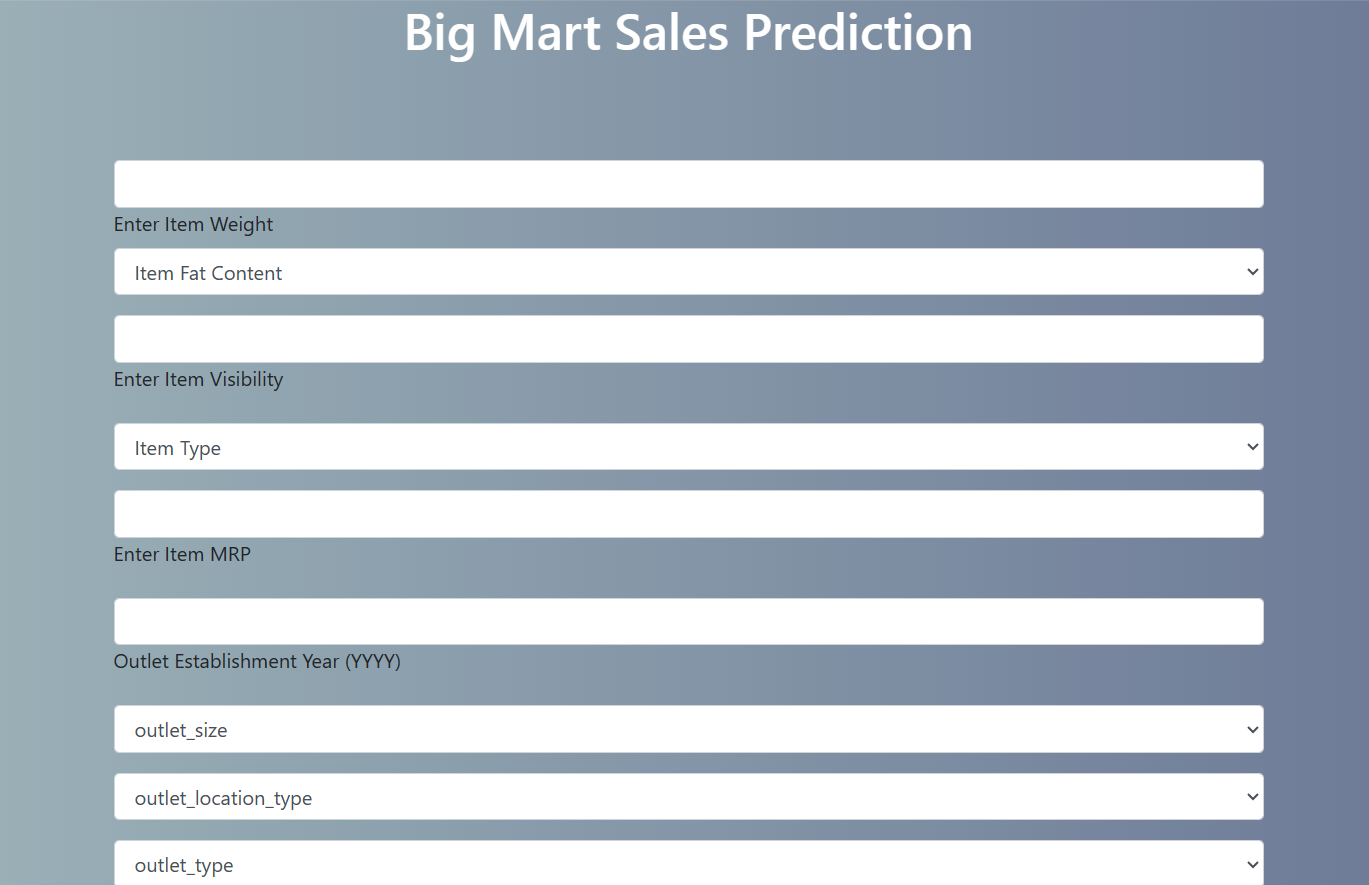 Big Mart Sales Prediction
Enter Item Weight
Item Fat Content
Enter Item Visibility
Item Type
Enter Item MRP
Outlet Establishment Year (YYYY)
outlet_size
outlet_location_type
outlet_type